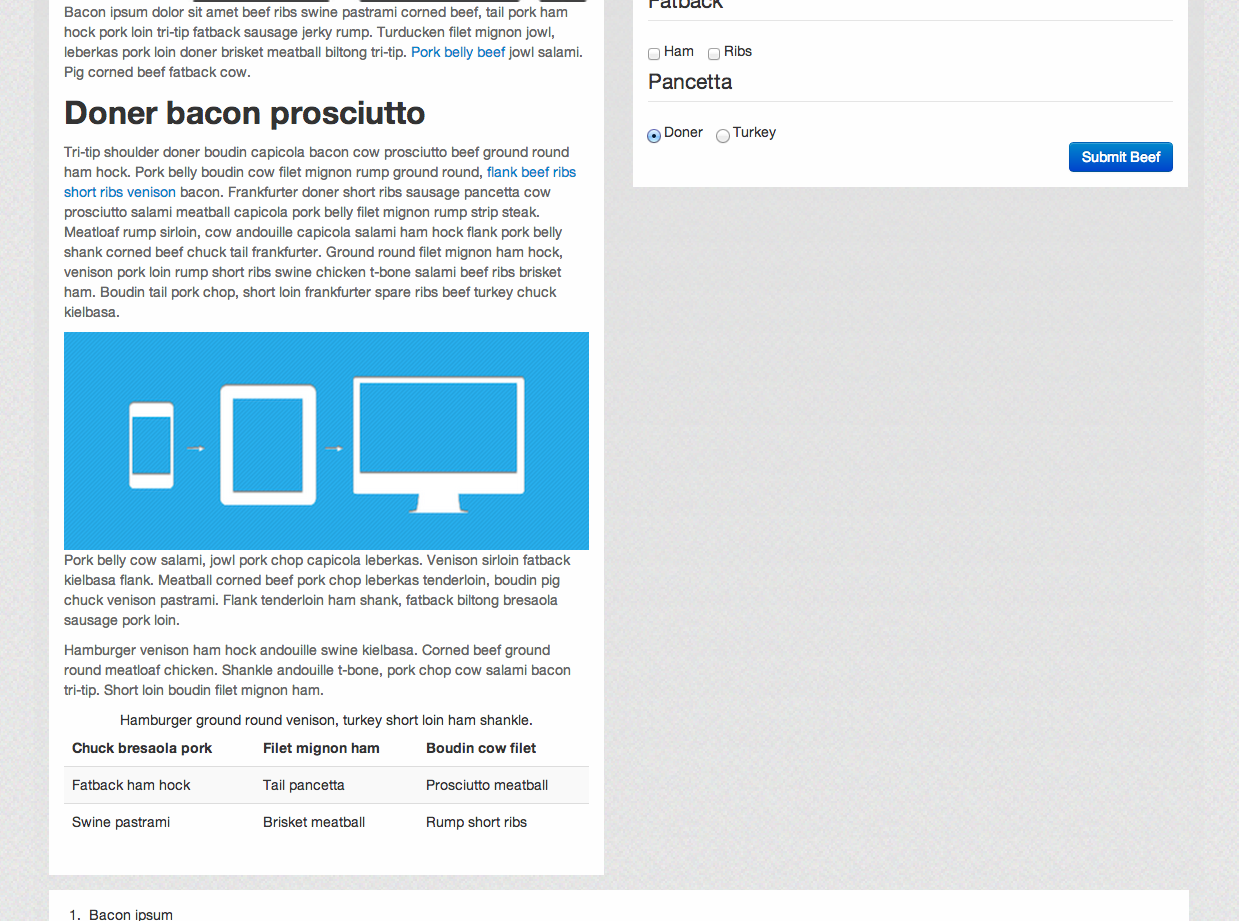 Bacon ipsum dolor sit amet beef ribs swine pastrami corned beef, tail pork ham
hock pork loin tri-tip fatback sausage jerky rump. Turducken filet mignon jowl,
leberkas pork loin doner brisket meatball biltong tri-tip. Pork belly beef jowl salami.
Pig corned beef fatback cow.
Doner bacon prosciutto
Tri-tip shoulder doner boudin capicola bacon cow prosciutto beef ground round
ham hock. Pork belly boudin cow filet mignon rump ground round, flank beef ribs
short ribs venison bacon. Frankfurter doner short ribs sausage pancetta cow
prosciutto salami meatball capicola pork belly filet mignon rump strip steak.
Meatloaf rump sirloin, cow andouille capicola salami ham hock flank pork belly
shank corned beef chuck tail frankfurter. Ground round filet mignon ham hock,
venison pork loin rump short ribs swine chicken t-bone salami beef ribs brisket
ham. Boudin tail pork chop, short loin frankfurter spare ribs beef turkey chuck
kielbasa.
Pork belly cow salami, jowl pork chop capicola leberkas. Venison sirloin fatback
kielbasa flank. Meatball corned beef pork chop leberkas tenderloin, boudin pig
chuck venison pastrami. Flank tenderloin ham shank, fatback biltong bresaola
sausage pork loin.
Hamburger venison ham hock andouille swine kielbasa. Corned beef ground
round meatloaf chicken. Shankle andouille t-bone, pork chop cow salami bacon
tri-tip. Short loin boudin filet mignon ham.
Hamburger ground round venison, turkey short loin ham shankle.
Chuck bresaola pork Filet mignon ham Boudin cow filet
Fatback ham hock Tail pancetta Prosciutto meatball
Swine pastrami Brisket meatball Rump short ribs
Fatback
Ham Ribs
Pancetta
Doner Turkey
Submit Beef
1. Bacon ipsum